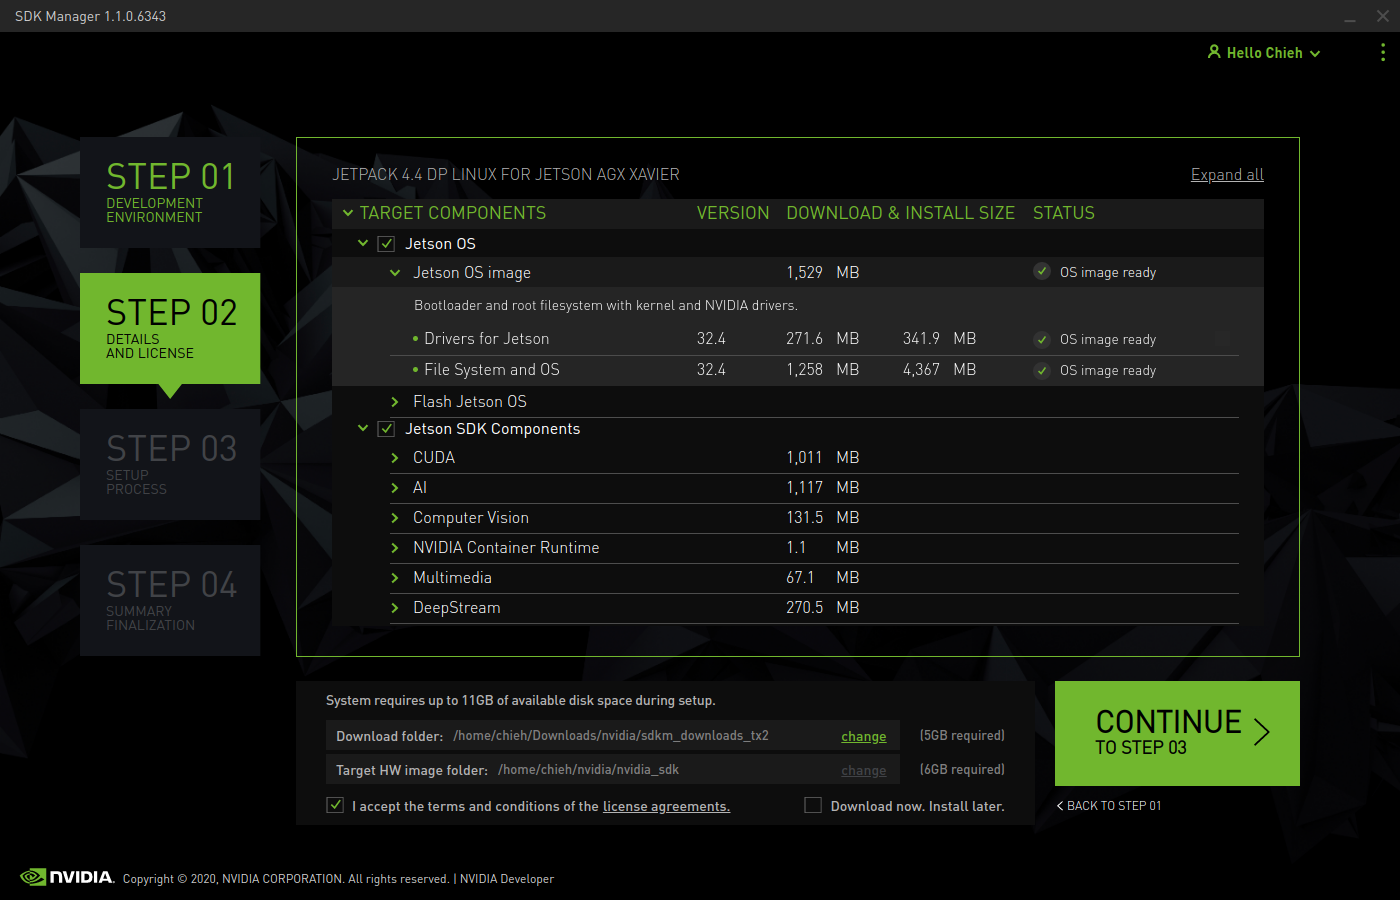 SDK Manager 1.1.0.6343
Hello Chieh
STEP 01
DEVELOPMENT
ENVIRONMENT
STEP 02
DETAILS
AND LICENSE
STEP 03
SETUP
PROCESS
STEP 04
SUMMARY
FINALIZATION
JETPACK 4.4 DP LINUX FOR JETSON AGX XAVIER Expand all
TARGET COMPONENTS VERSION DOWNLOAD & INSTALL SIZE STATUS
Jetson OS
Jetson OS image 1,529 MB OS image ready
Bootloader and root filesystem with kernel and NVIDIA drivers.
Drivers for Jetson 32.4 271.6 MB 341.9 MB OS image ready
File System and OS 32.4 1,258 MB 4,367 MB OS image ready
Flash Jetson OS
Jetson SDK Components
CUDA 1,011 MB
AI 1,117 MB
Computer Vision 131.5 MB
NVIDIA Container Runtime 1.1 MB
Multimedia 67.1 MB
DeepStream 270.5 MB
System requires up to 11GB of available disk space during setup.
Download folder: /home/chieh/Downloads/nvidia/sdkm_downloads_tx2 change (5GB required)
Target HW image folder: /home/chieh/nvidia/nvidia_sdk change (6GB required)
I accept the terms and conditions of the license agreements. Download now. Install later.
CONTINUE
TO STEP 03
BACK TO STEP 01
NVIDIA. Copyright © 2020, NVIDIA CORPORATION. All rights reserved. | NVIDIA Developer